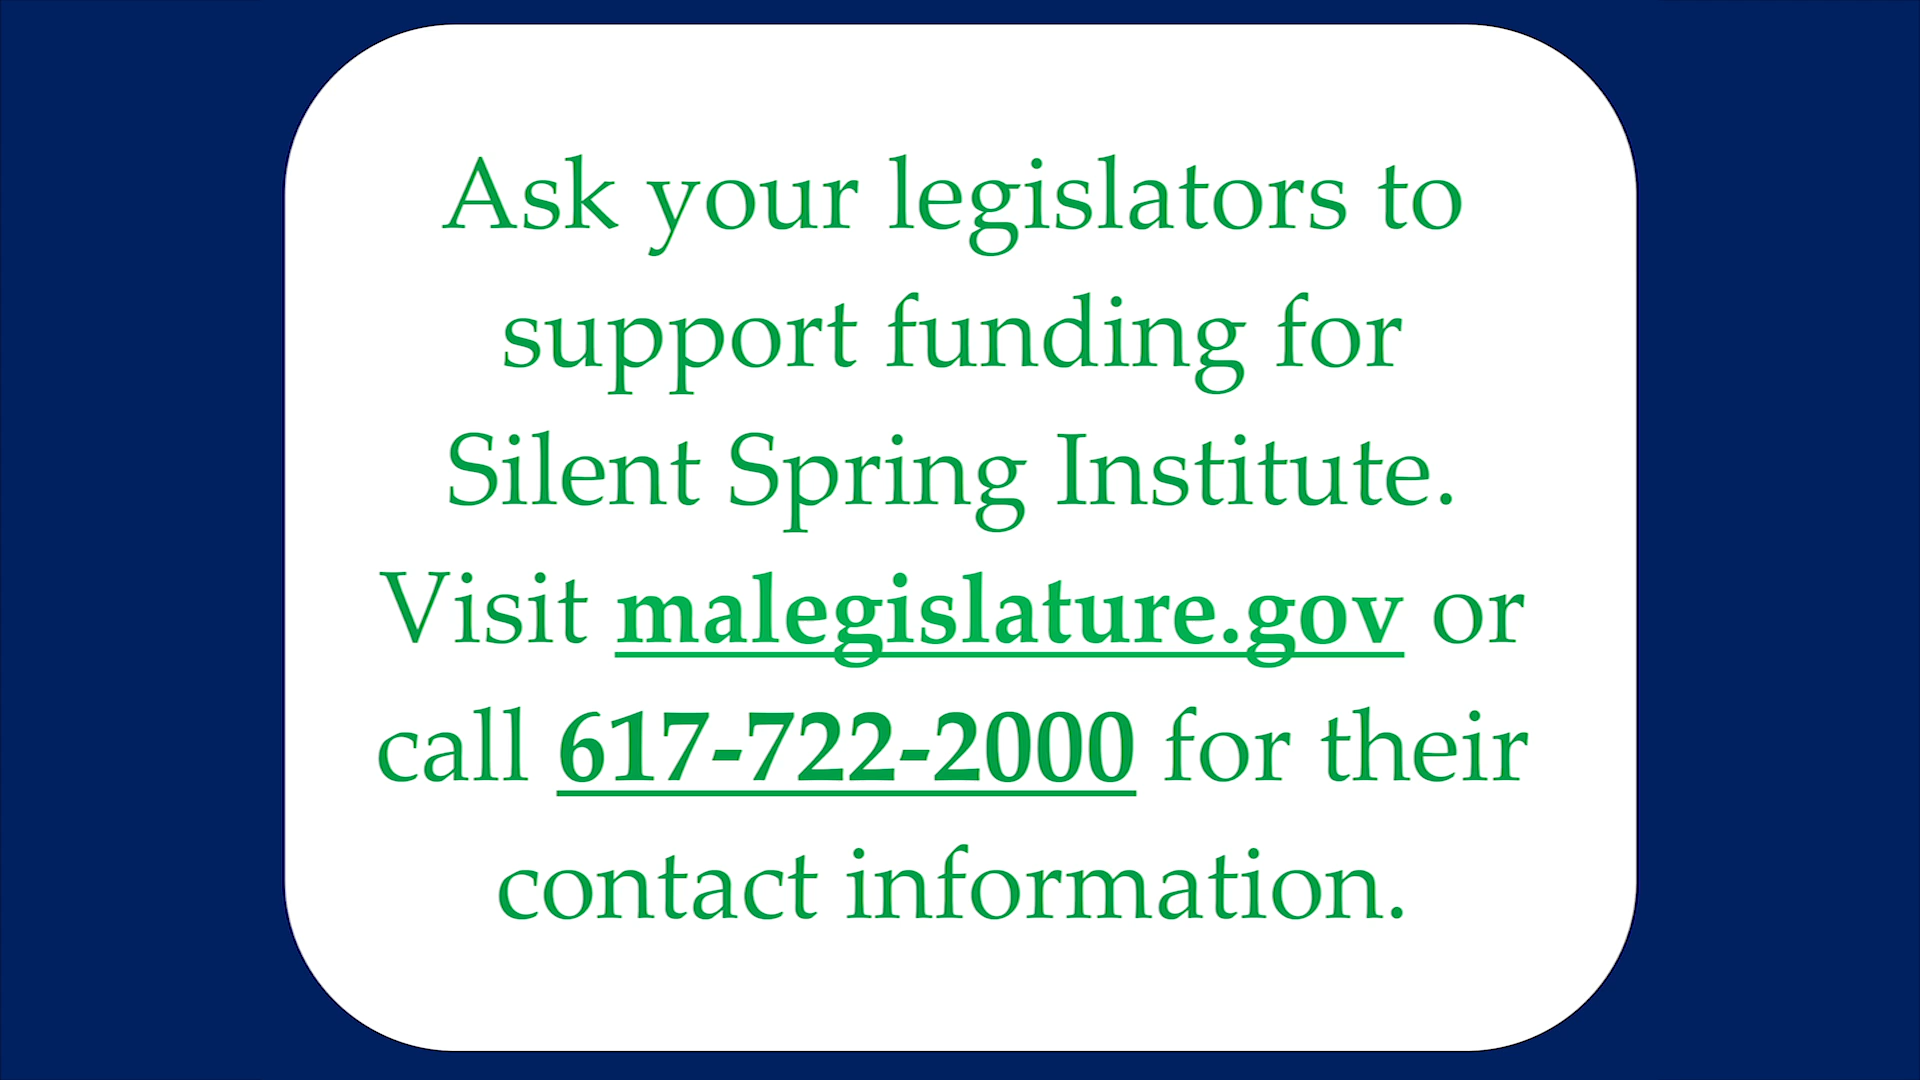 Ask your legislators to
support funding for
Silent Spring Institute.
Visit malegislature.gov or
call 617-722-2000 for their
contact information.